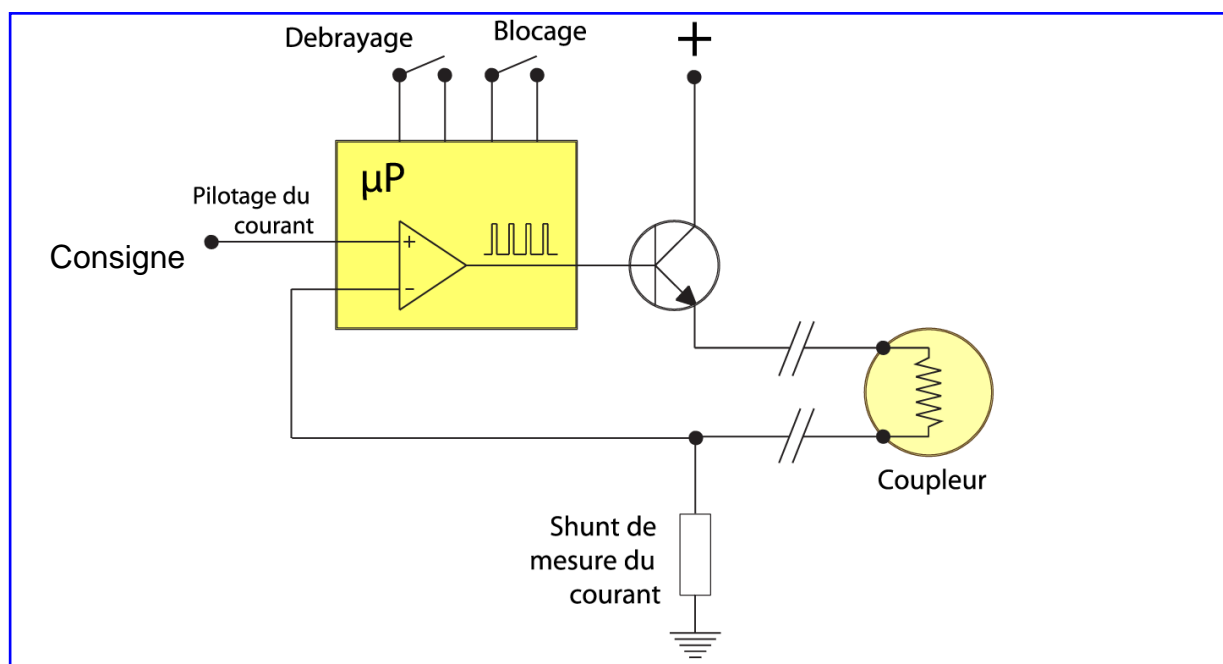 Debrayage
Blocage
+
µP
Pilotage du
courant
Consigne
+
−
Coupleur
Shunt de
mesure du
courant